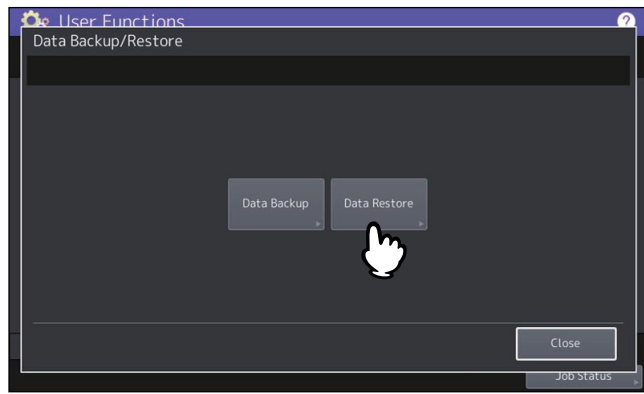 User Functions
?
Data Backup/Restore
Data Backup
Data Restore
Close
Job Status